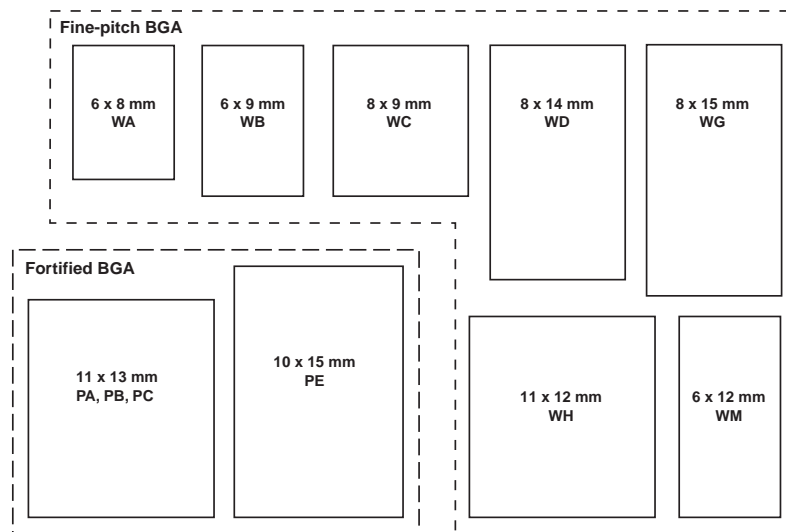 Fine-pitch BGA
6 x 8 mm
WA
6 x 9 mm
WB
8 x 9 mm
WC
8 x 14 mm
WD
8 x 15 mm
WG
Fortified BGA
11 x 13 mm
PA, PB, PC
10 x 15 mm
PE
11 x 12 mm
WH
6 x 12 mm
WM